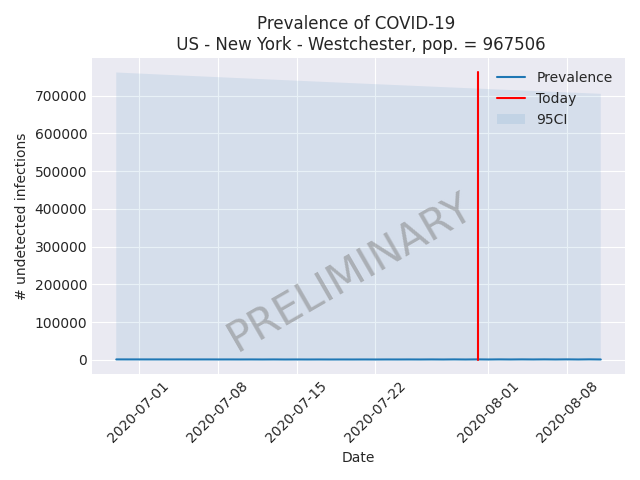 Prevalence of COVID-19
US - New York - Westchester, pop. = 967506
Prevalence
Today
95CI
700000
600000
500000
400000
300000
200000
100000
0
# undetected infections
PRELIMINARY
2020-07-01
2020-07-08
2020-07-15
2020-07-22
2020-08-01
2020-08-08
Date